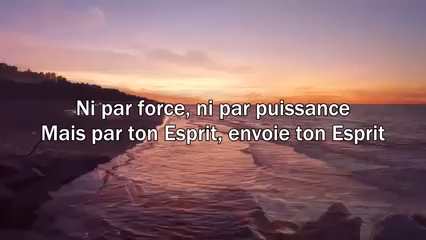 Ni par force, ni par puissance
Mais par ton Esprit, envoie ton Esprit